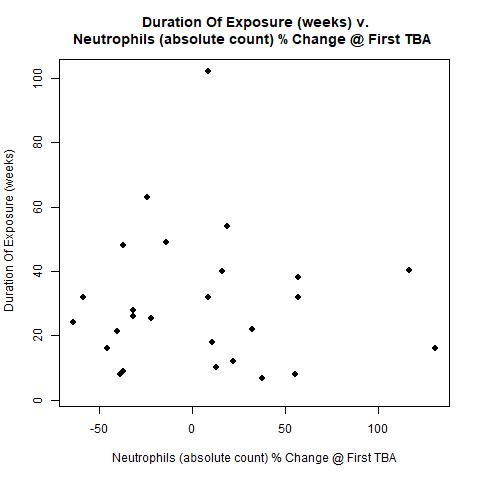 Duration Of Exposure (weeks) v.
Neutrophils (absolute count) % Change @ First TBA
Duration Of Exposure (weeks)
100
80
60
40
20
0
-50 0 50 100
Neutrophils (absolute count) % Change @ First TBA